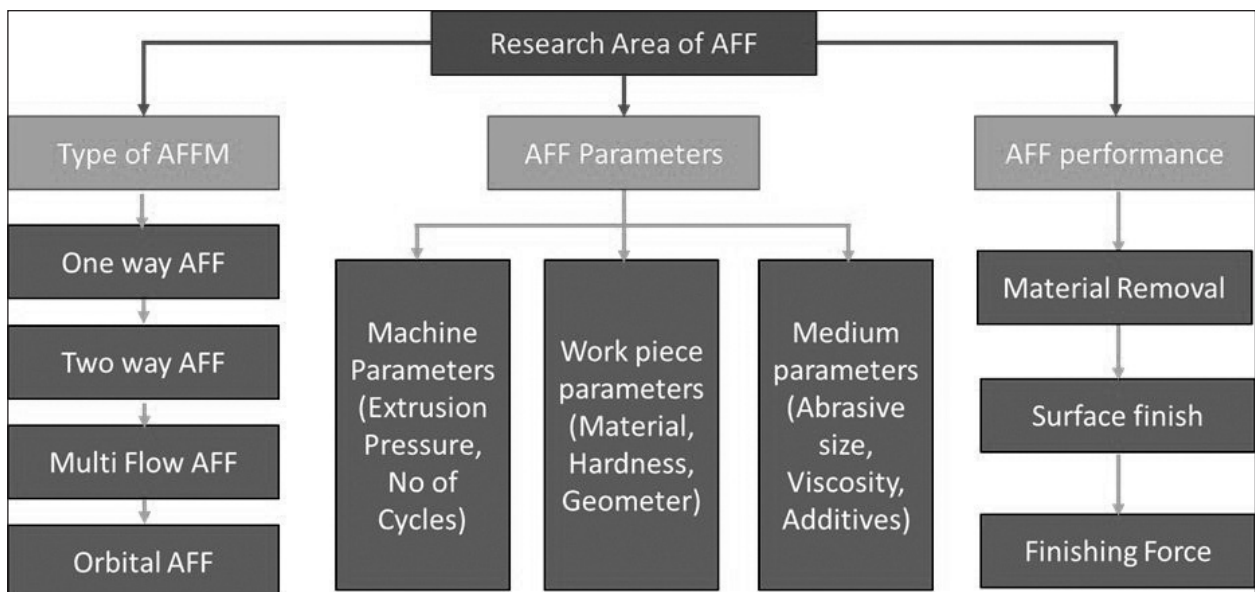 Research Area of AFF
Type of AFFM
AFF Parameters
AFF performance
One way AFF
Two way AFF
Multi Flow AFF
Orbital AFF
Machine
Parameters
(Extrusion
Pressure,
No of
Cycles)
Work piece
parameters
(Material,
Hardness,
Geometer)
Medium
parameters
(Abrasive
size,
Viscosity,
Additives)
Material Removal
Surface finish
Finishing Force